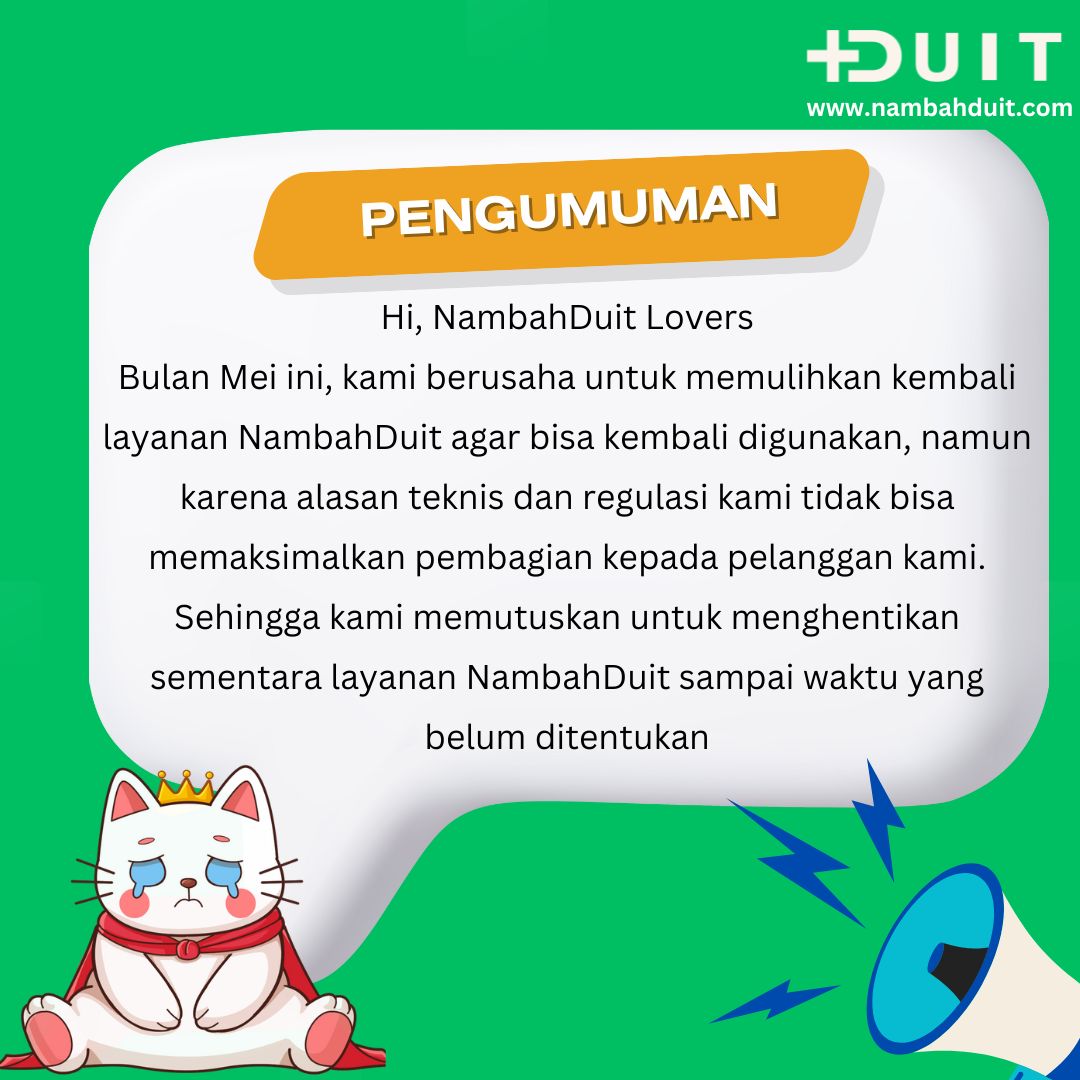 +DUIT
www.nambahduit.com
PENGUMUMAN
Hi, NambahDuit Lovers
Bulan Mei ini, kami berusaha untuk memulihkan kembali
layanan NambahDuit agar bisa kembali digunakan, namun
karena alasan teknis dan regulasi kami tidak bisa
memaksimalkan pembagian kepada pelanggan kami.
Sehingga kami memutuskan untuk menghentikan
sementara layanan NambahDuit sampai waktu yang
belum ditentukan